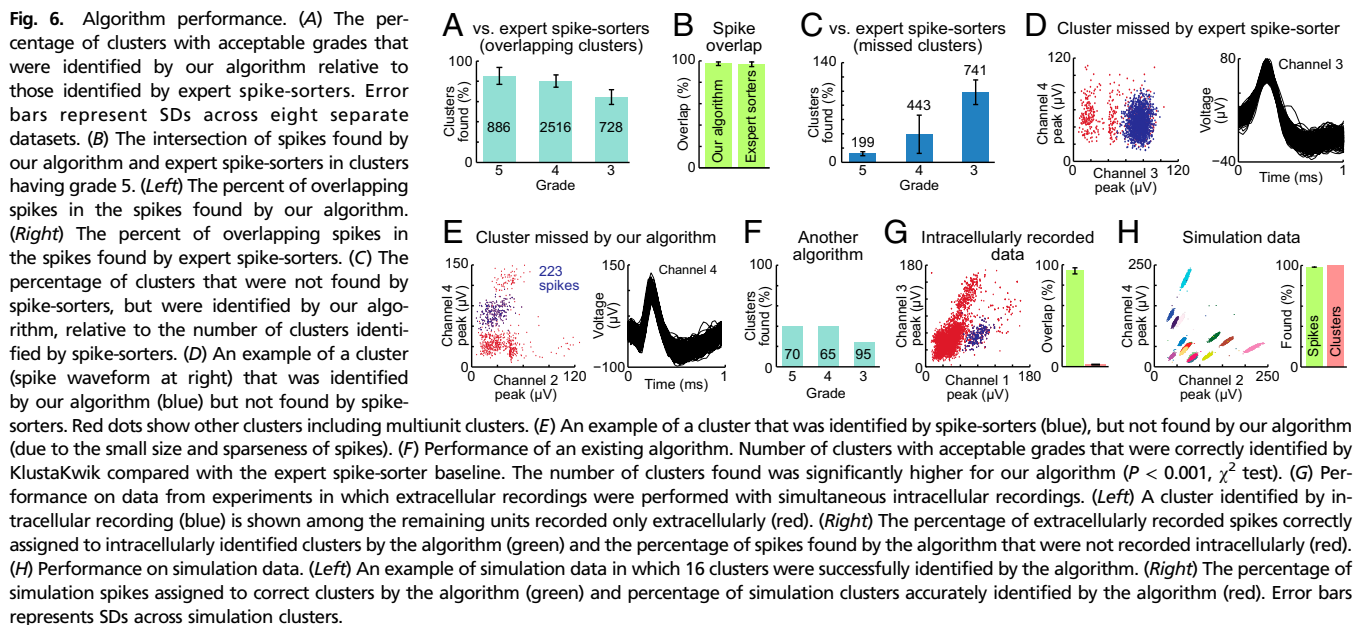 Fig. 6. Algorithm performance. (A) The per-
centage of clusters with acceptable grades that
were identified by our algorithm relative to
those identified by expert spike-sorters. Error
bars represent SDs across eight separate
datasets. (B) The intersection of spikes found by
our algorithm and expert spike-sorters in clusters
having grade 5. (Left) The percent of overlapping
spikes in the spikes found by our algorithm.
(Right) The percent of overlapping spikes in
the spikes found by expert spike-sorters. (C) The
percentage of clusters that were not found by
spike-sorters, but were identified by our algo-
rithm, relative to the number of clusters identi-
fied by spike-sorters. (D) An example of a cluster
(spike waveform at right) that was identified
by our algorithm (blue) but not found by spike-
sorters. Red dots show other clusters including multiunit clusters. (E) An example of a cluster that was identified by spike-sorters (blue), but not found by our algorithm
(due to the small size and sparseness of spikes). (F) Performance of an existing algorithm. Number of clusters with acceptable grades that were correctly identified by
KlustaKwik compared with the expert spike-sorter baseline. The number of clusters found was significantly higher for our algorithm (P < 0.001, χ² test). (G) Per-
formance on data from experiments in which extracellular recordings were performed with simultaneous intracellular recordings. (Left) A cluster identified by in-
tracellular recording (blue) is shown among the remaining units recorded only extracellularly (red). (Right) The percentage of extracellularly recorded spikes correctly
assigned to intracellularly identified clusters by the algorithm (green) and the percentage of spikes found by the algorithm that were not recorded intracellularly (red).
(H) Performance on simulation data. (Left) An example of simulation data in which 16 clusters were successfully identified by the algorithm. (Right) The percentage of
simulation spikes assigned to correct clusters by the algorithm (green) and percentage of simulation clusters accurately identified by the algorithm (red). Error bars
represents SDs across simulation clusters.
A
vs. expert spike-sorters
(overlapping clusters)
Clusters
found (%)
100
0
886
2516
728
5 4 3
Grade
B
Spike
overlap
Overlap (%)
100
0
Our algorithm
Exspert sorters
C
vs expert spike-sorters
(missed clusters)
Clusters
found (%)
100
0
199
443
741
5 4 3
Grade
D
Cluster missed by expert spike-sorter
Channel 4
peak (µV)
120
0
0 120
Channel 3
peak (µV)
Channel 3
Voltage
(µV)
80
-40
0 1
Time (ms)
E
Cluster missed by our algorithm
Channel 4
peak (µV)
150
0
223
spikes
0 120
Channel 2
peak (µV)
Channel 4
Voltage
(µV)
150
-100
0 1
Time (ms)
F
Another
algorithm
Clusters
found (%)
100
0
70
65
95
5 4 3
Grade
G
Intracellularly recorded
data
Channel 3
peak (µV)
180
0
0 180
Channel 1
peak (µV)
Overlap (%)
100
0
H
Simulation data
Channel 4
peak (µV)
250
0
0 250
Channel 2
peak (µV)
Found (%)
100
0
Spikes
Clusters